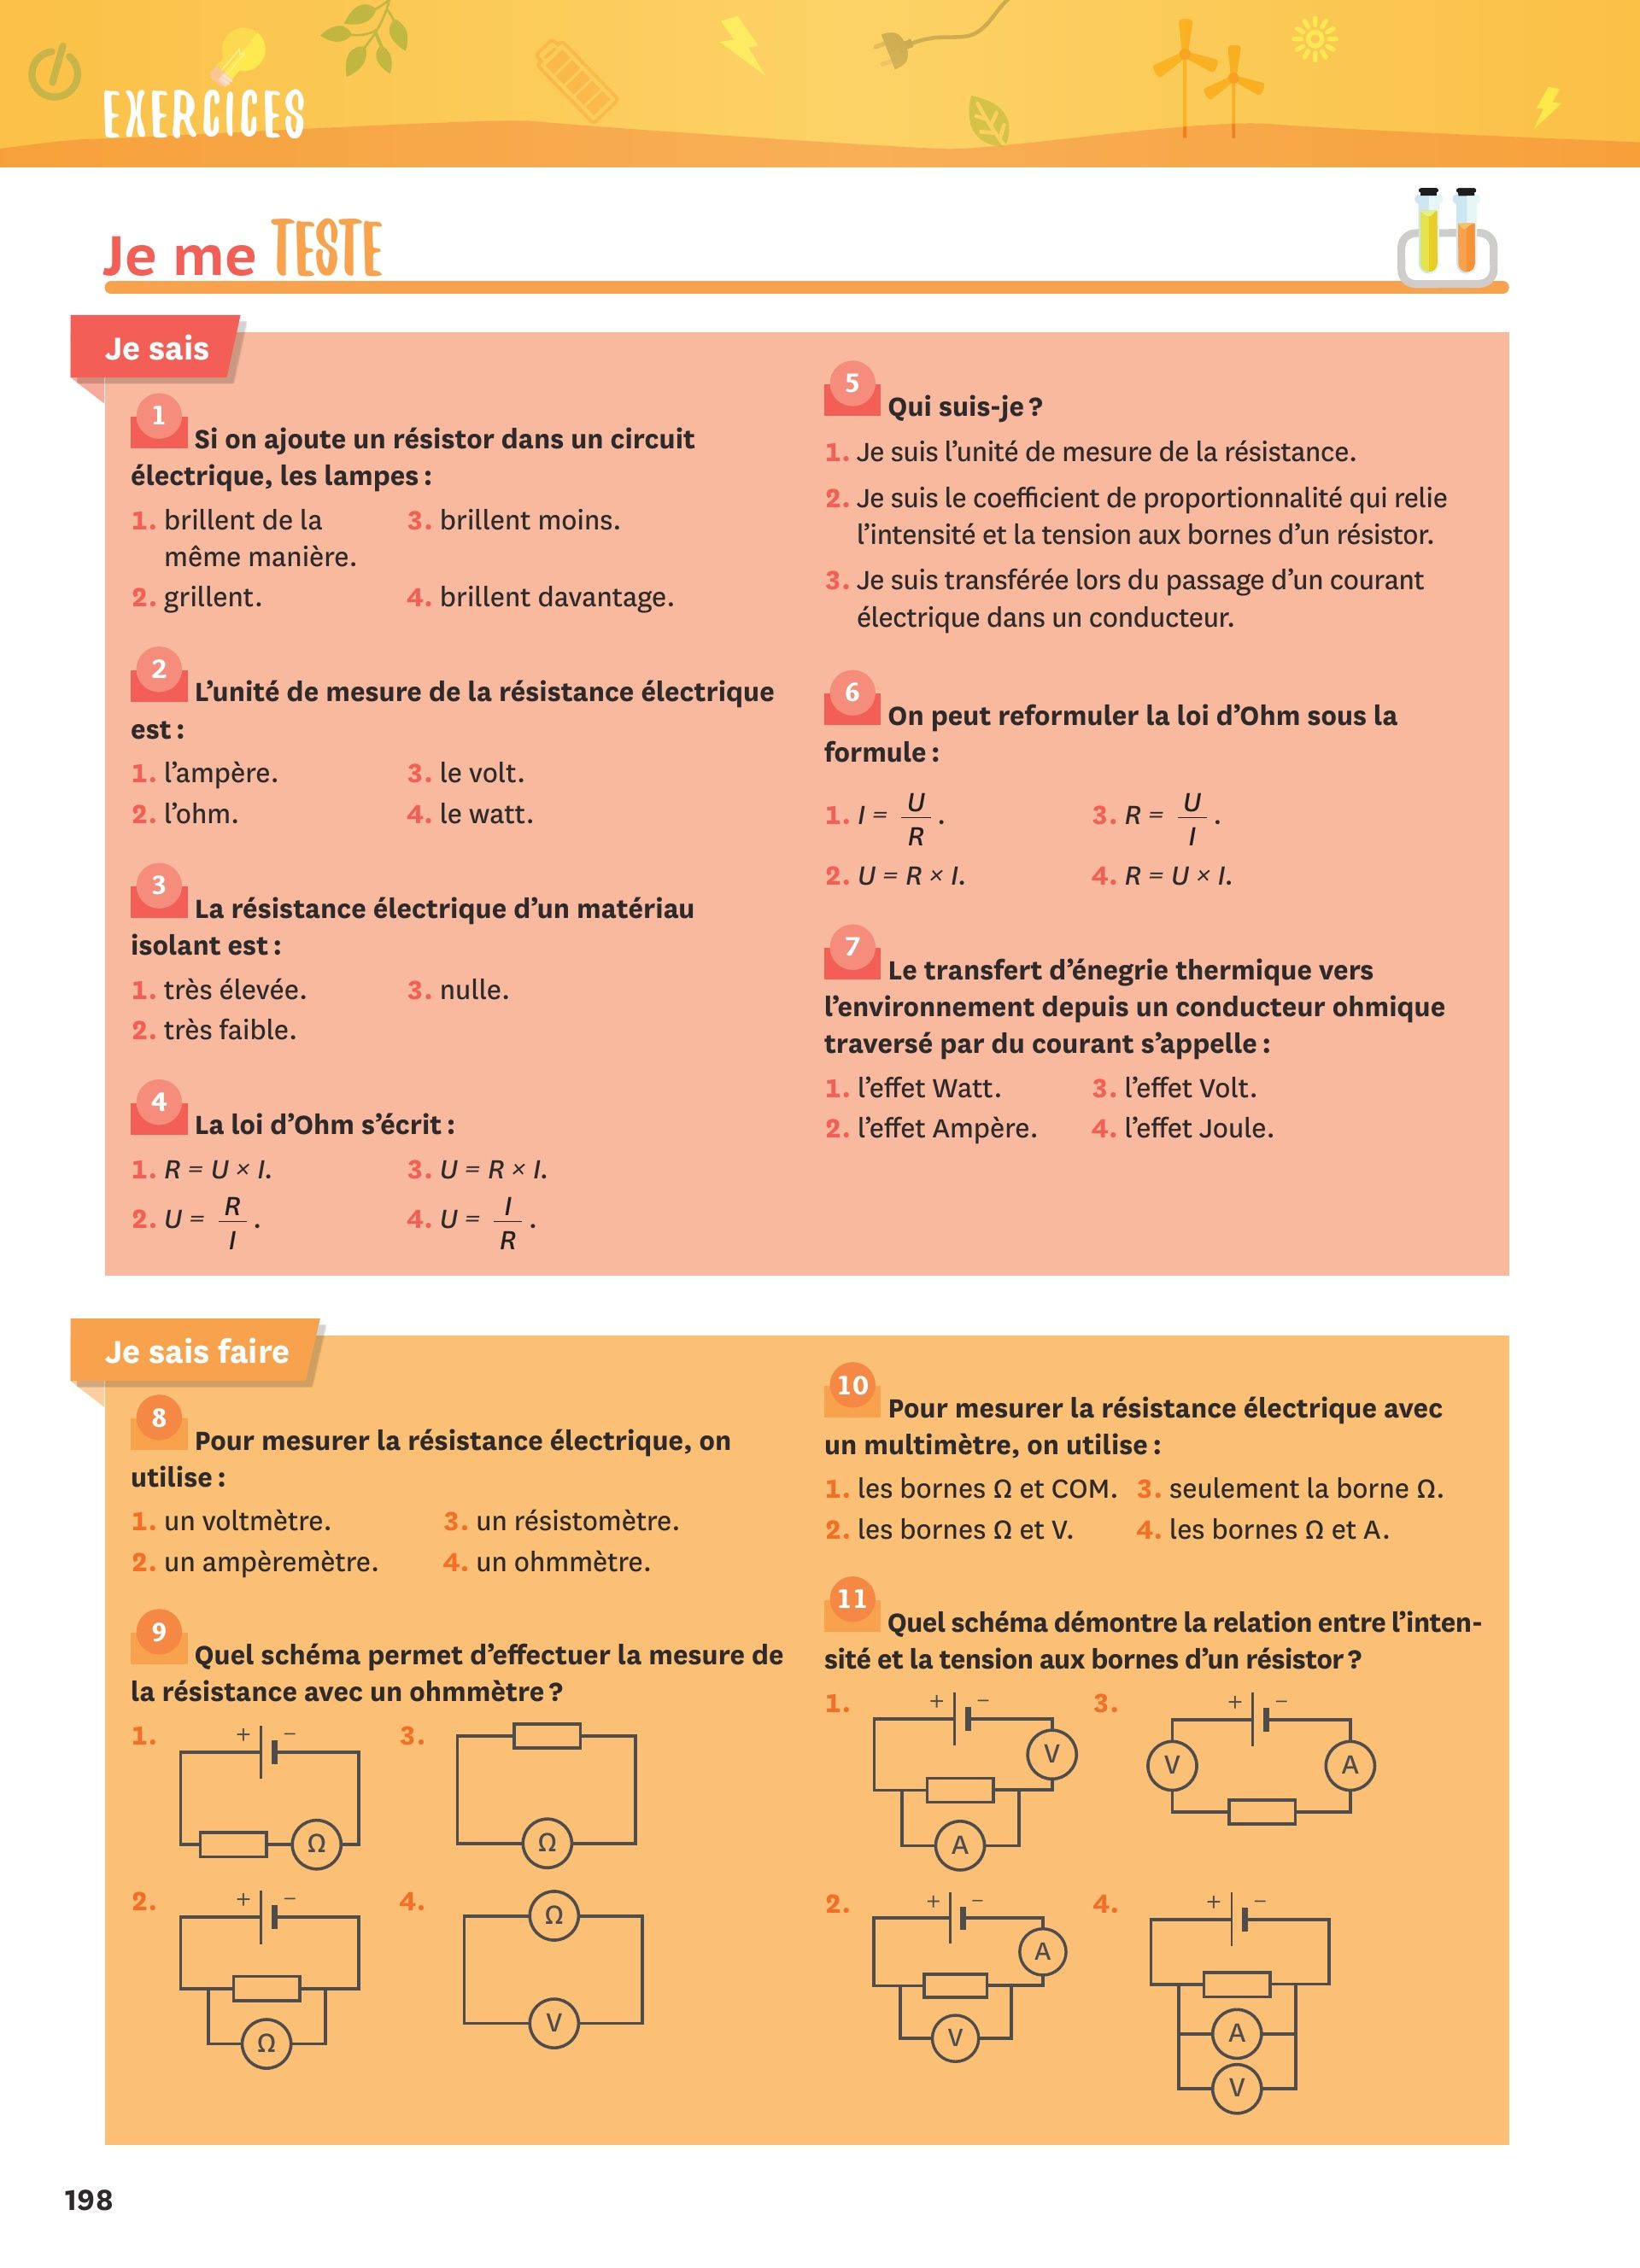 EXERCICES
Je me TESTE
Je sais
1 Si on ajoute un résistor dans un circuit
électrique, les lampes :
1. brillent de la
même manière.
3. brillent moins.
2. grillent.
4. brillent davantage.
2 L’unité de mesure de la résistance électrique
est :
1. l’ampère.
3. le volt.
2. l’ohm.
4. le watt.
3 La résistance électrique d’un matériau
isolant est :
1. très élevée.
3. nulle.
2. très faible.
4 La loi d’Ohm s’écrit :
1. R = U × I.
3. U = R × I.
2. U = R/I.
4. U = I/R.
5 Qui suis-je ?
1. Je suis l’unité de mesure de la résistance.
2. Je suis le coefficient de proportionnalité qui relie
l’intensité et la tension aux bornes d’un résistor.
3. Je suis transférée lors du passage d’un courant
électrique dans un conducteur.
6 On peut reformuler la loi d’Ohm sous la
formule :
1. I = U/R.
3. R = U/I.
2. U = R × I.
4. R = U × I.
7 Le transfert d’énegrie thermique vers
l’environnement depuis un conducteur ohmique
traversé par du courant s’appelle :
1. l’effet Watt.
3. l’effet Volt.
2. l’effet Ampère.
4. l’effet Joule.
Je sais faire
8 Pour mesurer la résistance électrique, on
utilise :
1. un voltmètre.
3. un résistomètre.
2. un ampèremètre.
4. un ohmmètre.
9 Quel schéma permet d’effectuer la mesure de
la résistance avec un ohmmètre ?
1.
+ −
Ω
3.
Ω
2.
+ −
Ω
4.
Ω
V
10 Pour mesurer la résistance électrique avec
un multimètre, on utilise :
1. les bornes Ω et COM.
3. seulement la borne Ω.
2. les bornes Ω et V.
4. les bornes Ω et A.
11 Quel schéma démontre la relation entre l’inten-
sité et la tension aux bornes d’un résistor ?
1.
+ −
V
A
3.
+ −
V A
2.
+ −
A
V
4.
+ −
A
V
198